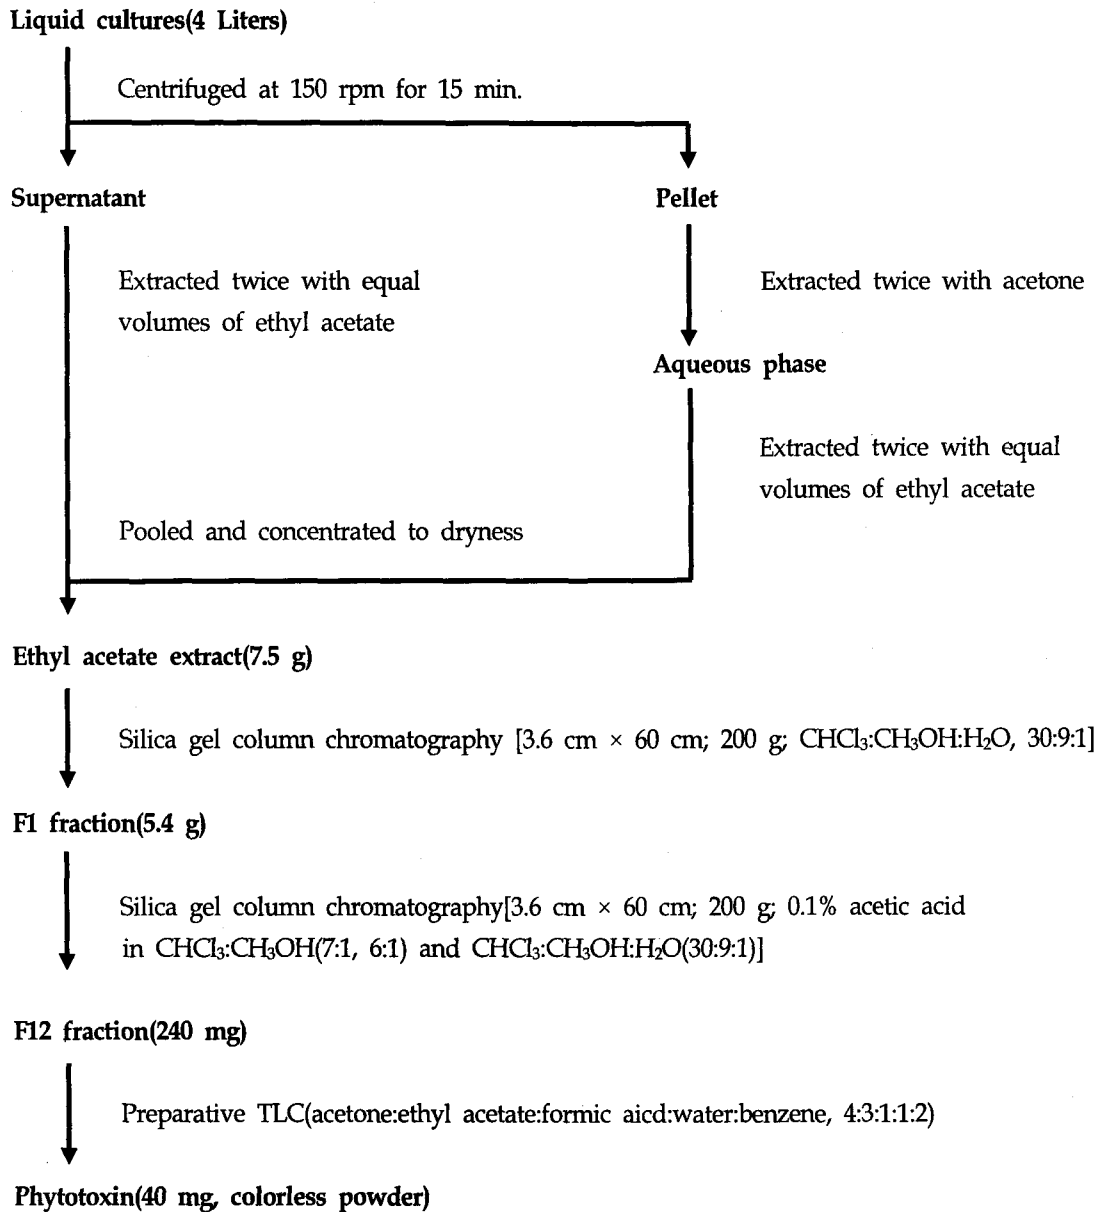 Liquid cultures(4 Liters)
Centrifuged at 150 rpm for 15 min.
Supernatant
Pellet
Extracted twice with equal
volumes of ethyl acetate
Extracted twice with acetone
Aqueous phase
Extracted twice with equal
volumes of ethyl acetate
Pooled and concentrated to dryness
Ethyl acetate extract(7.5 g)
Silica gel column chromatography [3.6 cm × 60 cm; 200 g; CHCl₃:CH₃OH:H₂O, 30:9:1]
F1 fraction(5.4 g)
Silica gel column chromatography[3.6 cm × 60 cm; 200 g; 0.1% acetic acid
in CHCl₃:CH₃OH(7:1, 6:1) and CHCl₃:CH₃OH:H₂O(30:9:1)]
F12 fraction(240 mg)
Preparative TLC(acetone:ethyl acetate:formic aicd:water:benzene, 4:3:1:1:2)
Phytotoxin(40 mg, colorless powder)